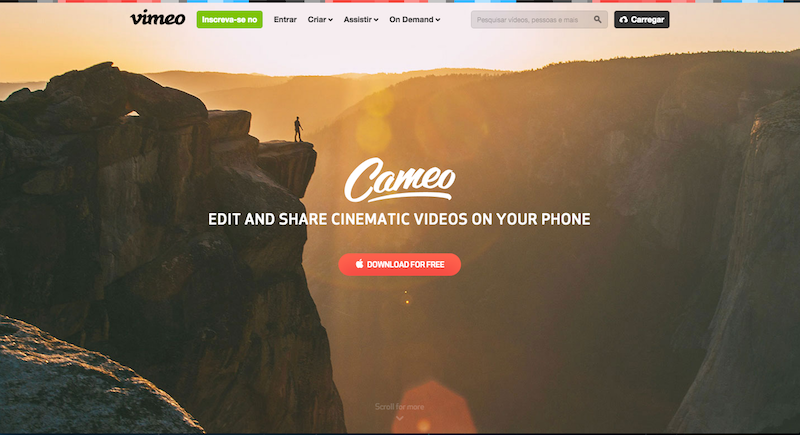 vimeo
Inscreva-se no
Entrar
Criar
Assistir
On Demand
Pesquisar vídeos, pessoas e mais
Carregar
Cameo
EDIT AND SHARE CINEMATIC VIDEOS ON YOUR PHONE
DOWNLOAD FOR FREE
Scroll for more